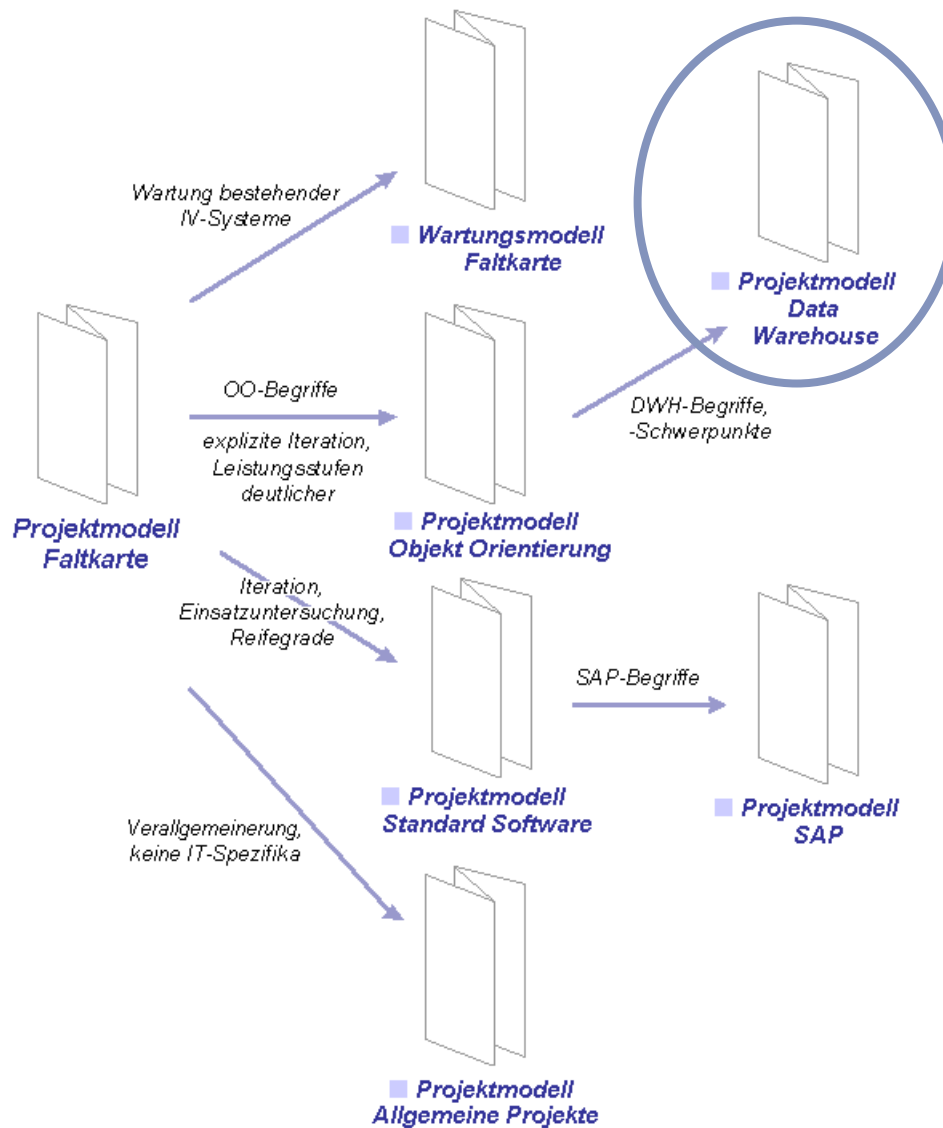 Wartung bestehender
IV-Systeme
Wartungsmodell
Faltkarte
Projektmodell
Data
Warehouse
OO-Begriffe
explizite Iteration,
Leistungsstufen
deutlicher
DWH-Begriffe,
-Schwerpunkte
Projektmodell
Faltkarte
Projektmodell
Objekt Orientierung
Iteration,
Einsatzuntersuchung,
Reifegrade
SAP-Begriffe
Projektmodell
Standard Software
Projektmodell
SAP
Verallgemeinerung,
keine IT-Spezifika
Projektmodell
Allgemeine Projekte